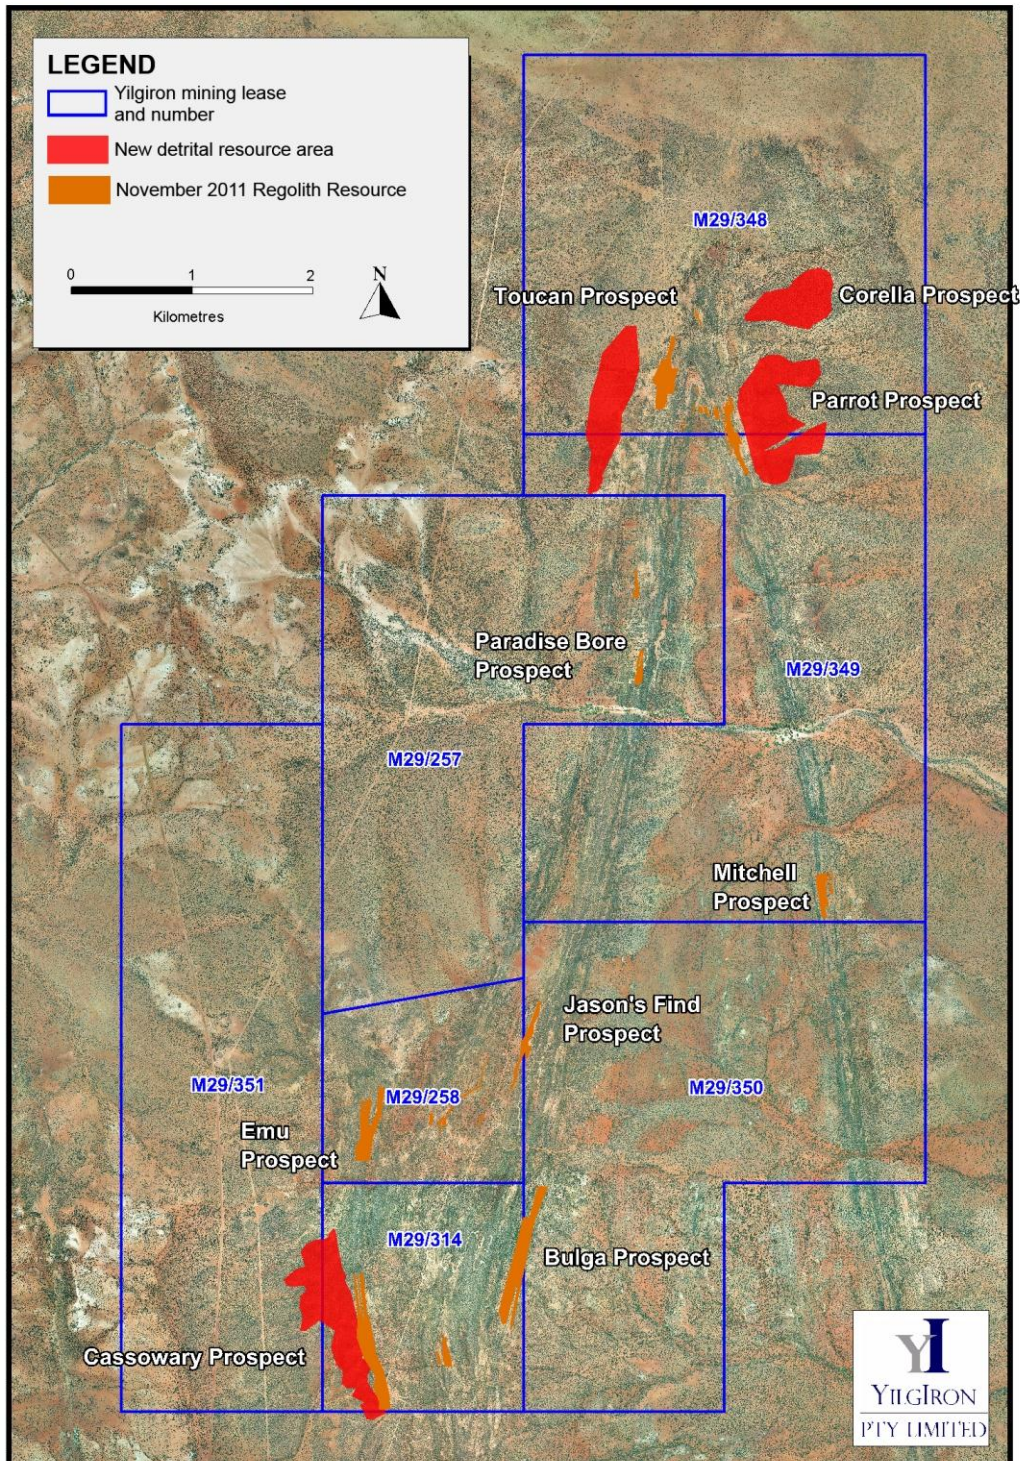 LEGEND
Yilgiron mining lease
and number
New detrital resource area
November 2011 Regolith Resource
0 1 2
Kilometres
N
M29/348
Toucan Prospect
Corella Prospect
Parrot Prospect
Paradise Bore
Prospect
M29/349
M29/257
Mitchell
Prospect
Jason's Find
Prospect
M29/351
M29/258
M29/350
Emu
Prospect
M29/314
Bulga Prospect
Cassowary Prospect
YI
YILGIRON
PTY LIMITED